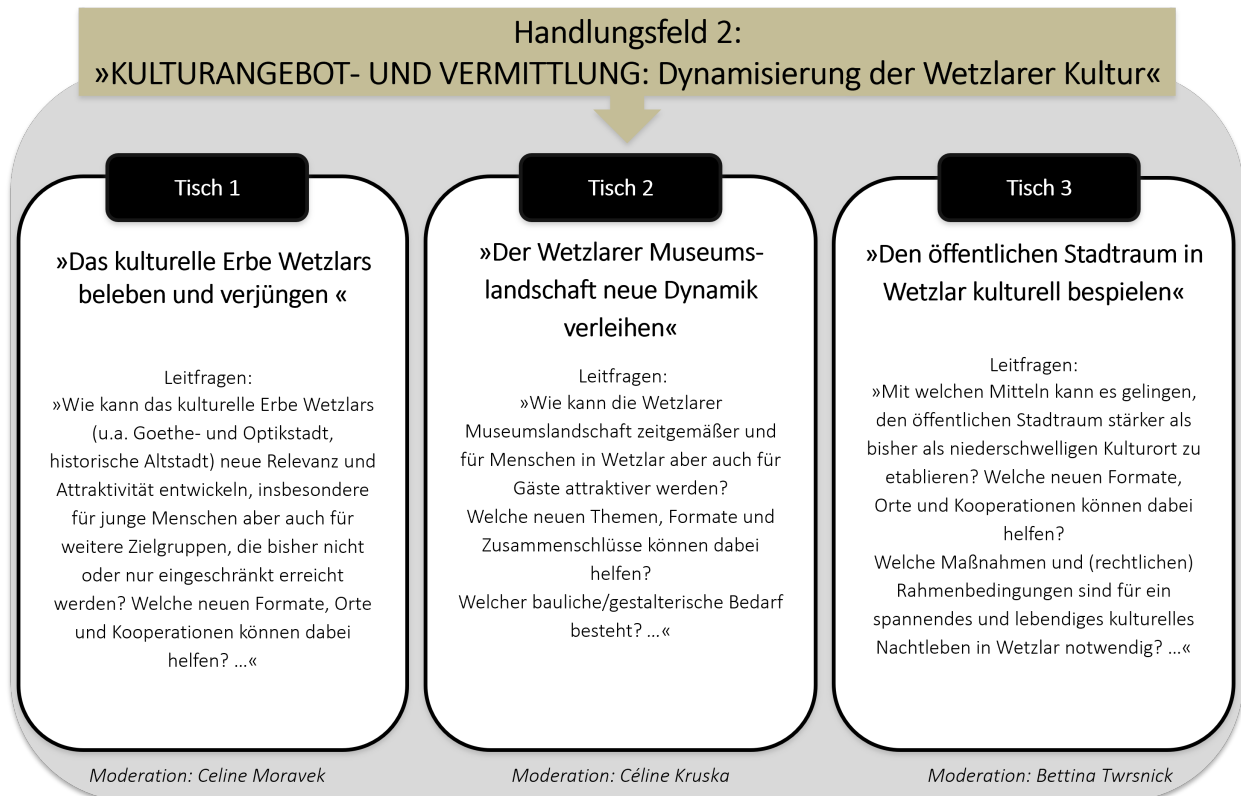 Handlungsfeld 2:
»KULTURANGEBOT- UND VERMITTLUNG: Dynamisierung der Wetzlarer Kultur«
Tisch 1
»Das kulturelle Erbe Wetzlars
beleben und verjüngen «
Leitfragen:
»Wie kann das kulturelle Erbe Wetzlars
(u.a. Goethe- und Optikstadt,
historische Altstadt) neue Relevanz und
Attraktivität entwickeln, insbesondere
für junge Menschen aber auch für
weitere Zielgruppen, die bisher nicht
oder nur eingeschränkt erreicht
werden? Welche neuen Formate, Orte
und Kooperationen können dabei
helfen? …«
Moderation: Celine Moravek
Tisch 2
»Der Wetzlarer Museums-
landschaft neue Dynamik
verleihen«
Leitfragen:
»Wie kann die Wetzlarer
Museumslandschaft zeitgemäßer und
für Menschen in Wetzlar aber auch für
Gäste attraktiver werden?
Welche neuen Themen, Formate und
Zusammenschlüsse können dabei
helfen?
Welcher bauliche/gestalterische Bedarf
besteht? …«
Moderation: Céline Kruska
Tisch 3
»Den öffentlichen Stadtraum in
Wetzlar kulturell bespielen«
Leitfragen:
»Mit welchen Mitteln kann es gelingen,
den öffentlichen Stadtraum stärker als
bisher als niederschwelligen Kulturort zu
etablieren? Welche neuen Formate,
Orte und Kooperationen können dabei
helfen?
Welche Maßnahmen und (rechtlichen)
Rahmenbedingungen sind für ein
spannendes und lebendiges kulturelles
Nachtleben in Wetzlar notwendig? …«
Moderation: Bettina Twrsnick